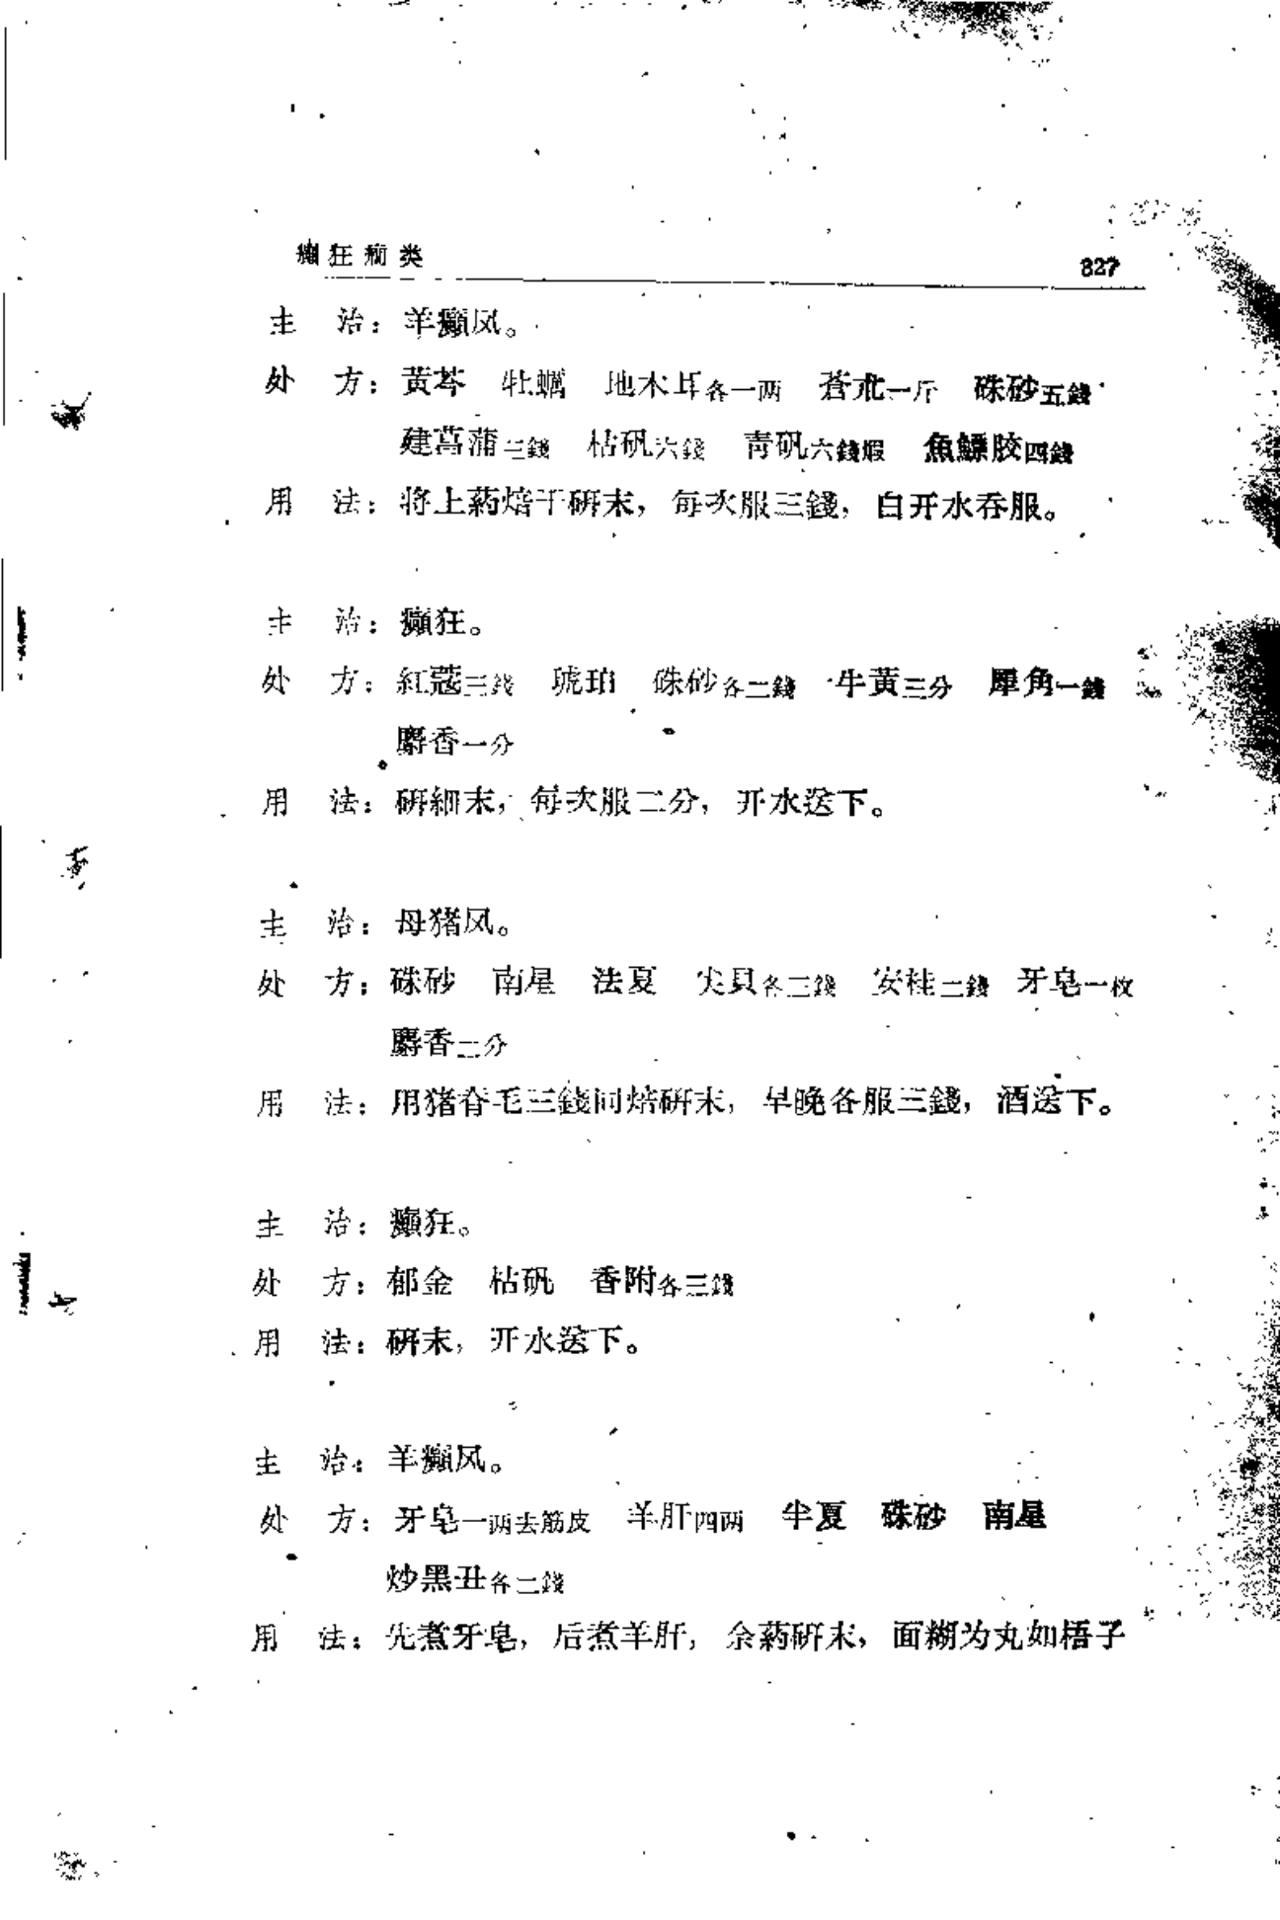 癲狂癇类 327
主 治：羊癲风。
处 方：黄芩 牡蠣 地木耳各一两 蒼朮一斤 硃砂五錢
建菖蒲三錢 枯矾六錢 青矾六錢煅 魚鰾胶四錢
用 法：将上药焙干研末，每次服三錢，白开水吞服。
主 治：癲狂。
处 方：紅蔻三錢 琥珀 硃砂各二錢 牛黄三分 犀角一錢
麝香一分
用 法：研細末，每次服二分，开水送下。
主 治：母猪风。
处 方：硃砂 南星 法夏 尖貝各三錢 安桂二錢 牙皂一枚
麝香二分
用 法：用猪脊毛三錢同焙研末，早晚各服三錢，酒送下。
主 治：癲狂。
处 方：郁金 枯矾 香附各三錢
用 法：研末，开水送下。
主 治：羊癲风。
处 方：牙皂一两去筋皮 羊肝四两 半夏 硃砂 南星
炒黑丑各二錢
用 法：先煮牙皂，后煮羊肝，余药研末，面糊为丸如梧子